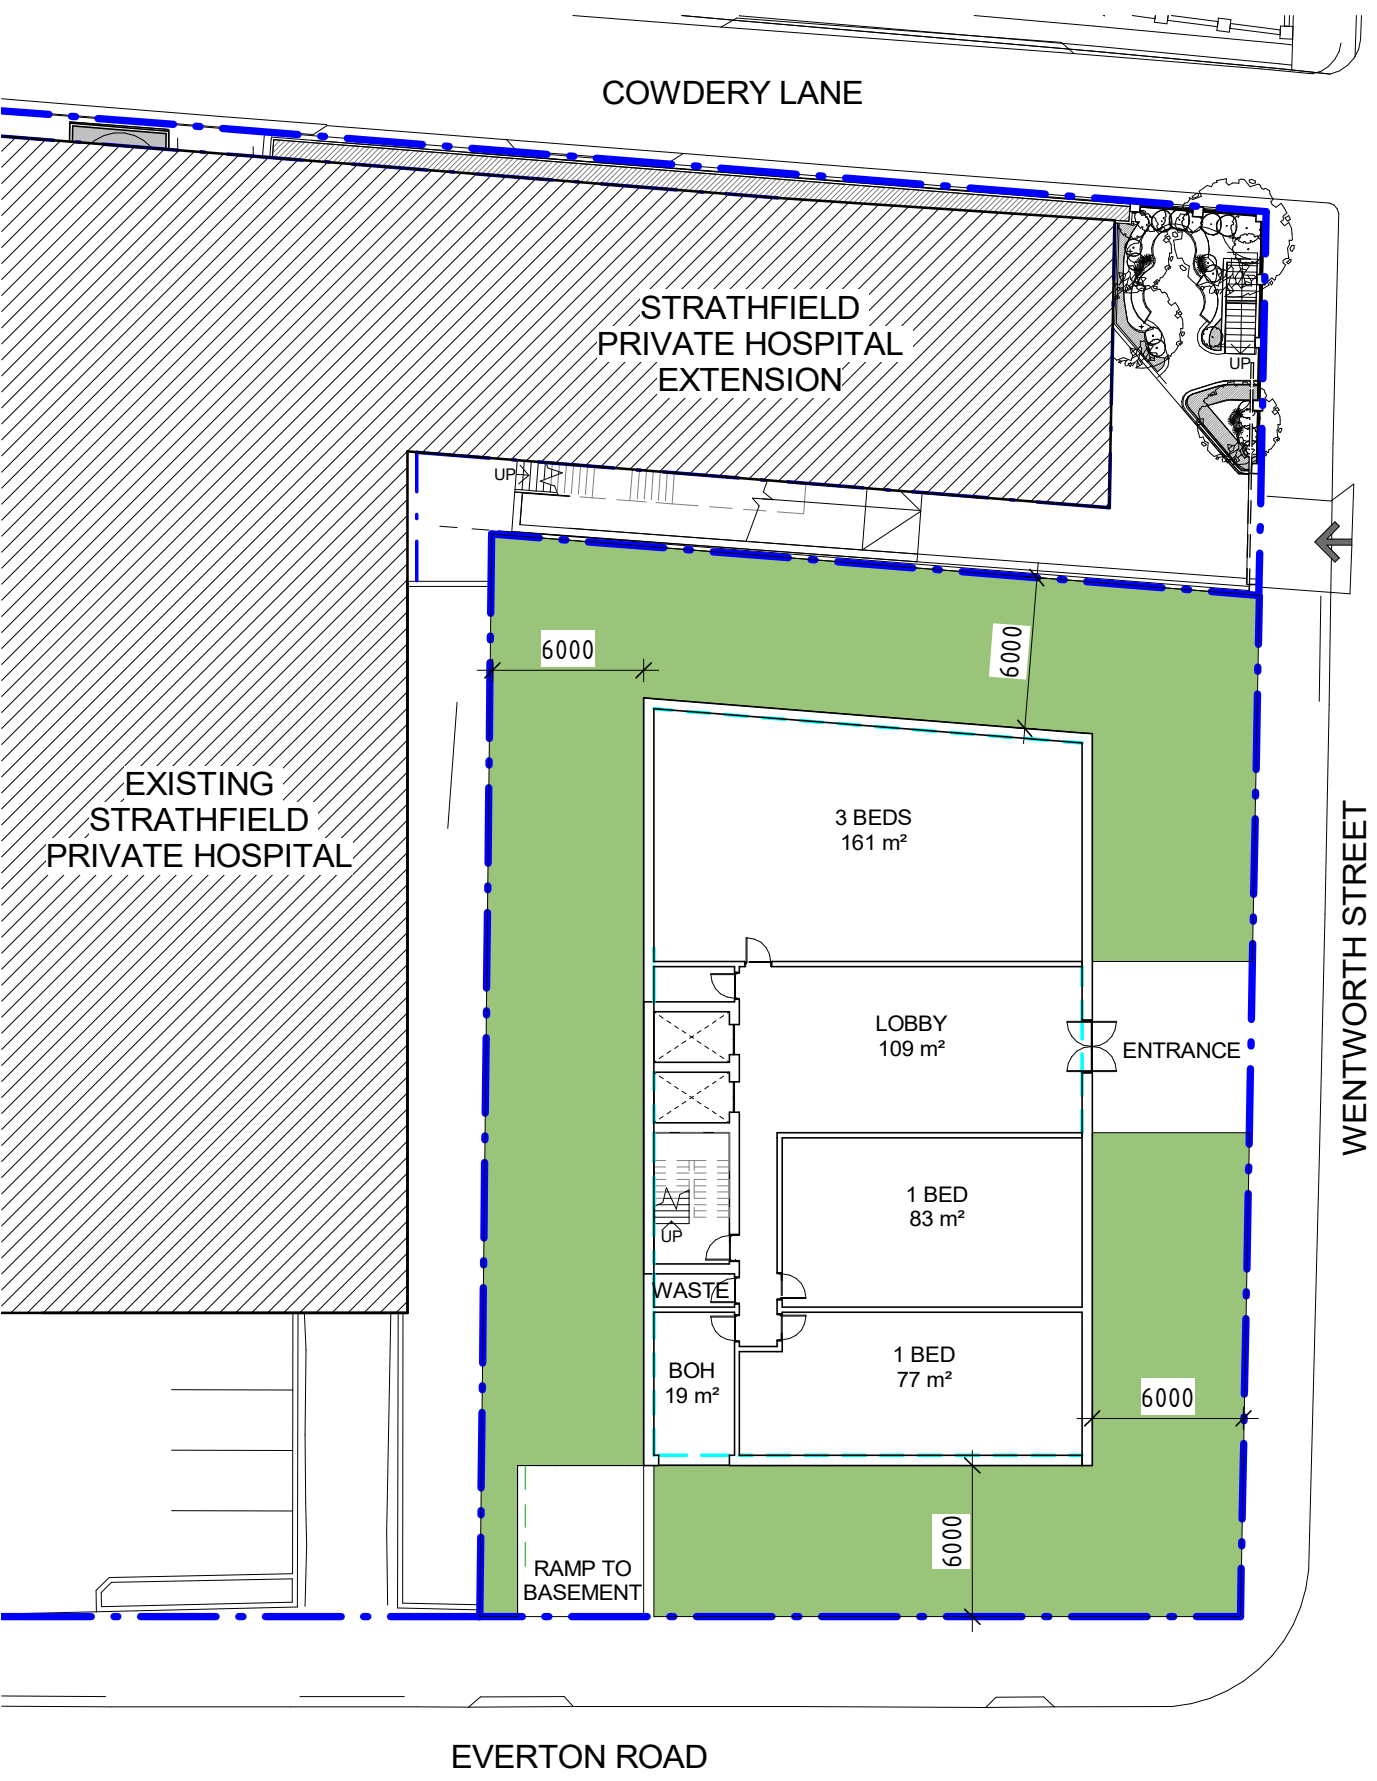 COWDERY LANE
STRATHFIELD
PRIVATE HOSPITAL
EXTENSION
UP
UP
6000
6000
EXISTING
STRATHFIELD
PRIVATE HOSPITAL
3 BEDS
161 m²
WENTWORTH STREET
LOBBY
109 m²
ENTRANCE
1 BED
83 m²
UP
WASTE
1 BED
77 m²
BOH
19 m²
6000
6000
RAMP TO
BASEMENT
EVERTON ROAD